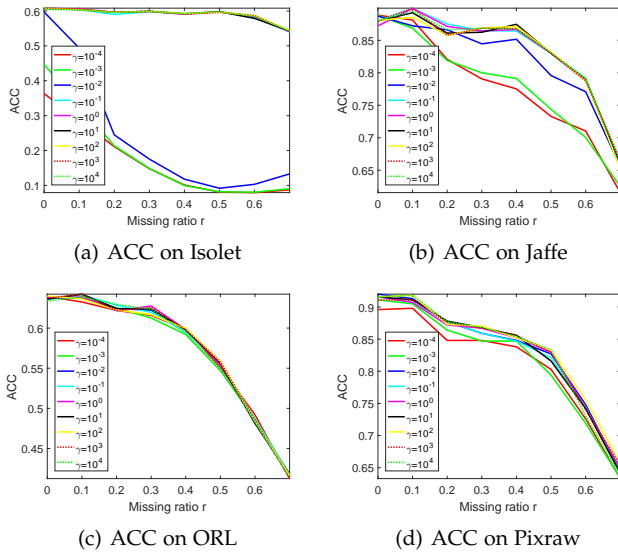 0.6
0.5
0.4
0.3
0.2
0.1
ACC
γ=10⁻⁴
γ=10⁻³
γ=10⁻²
γ=10⁻¹
γ=10⁰
γ=10¹
γ=10²
γ=10³
γ=10⁴
0 0.1 0.2 0.3 0.4 0.5 0.6
Missing ratio r
(a) ACC on Isolet
0.85
0.8
0.75
0.7
0.65
ACC
γ=10⁻⁴
γ=10⁻³
γ=10⁻²
γ=10⁻¹
γ=10⁰
γ=10¹
γ=10²
γ=10³
γ=10⁴
0 0.1 0.2 0.3 0.4 0.5 0.6
Missing ratio r
(b) ACC on Jaffe
0.6
0.55
0.5
0.45
ACC
γ=10⁻⁴
γ=10⁻³
γ=10⁻²
γ=10⁻¹
γ=10⁰
γ=10¹
γ=10²
γ=10³
γ=10⁴
0 0.1 0.2 0.3 0.4 0.5 0.6
Missing ratio r
(c) ACC on ORL
0.9
0.85
0.8
0.75
0.7
0.65
ACC
γ=10⁻⁴
γ=10⁻³
γ=10⁻²
γ=10⁻¹
γ=10⁰
γ=10¹
γ=10²
γ=10³
γ=10⁴
0 0.1 0.2 0.3 0.4 0.5 0.6
Missing ratio r
(d) ACC on Pixraw